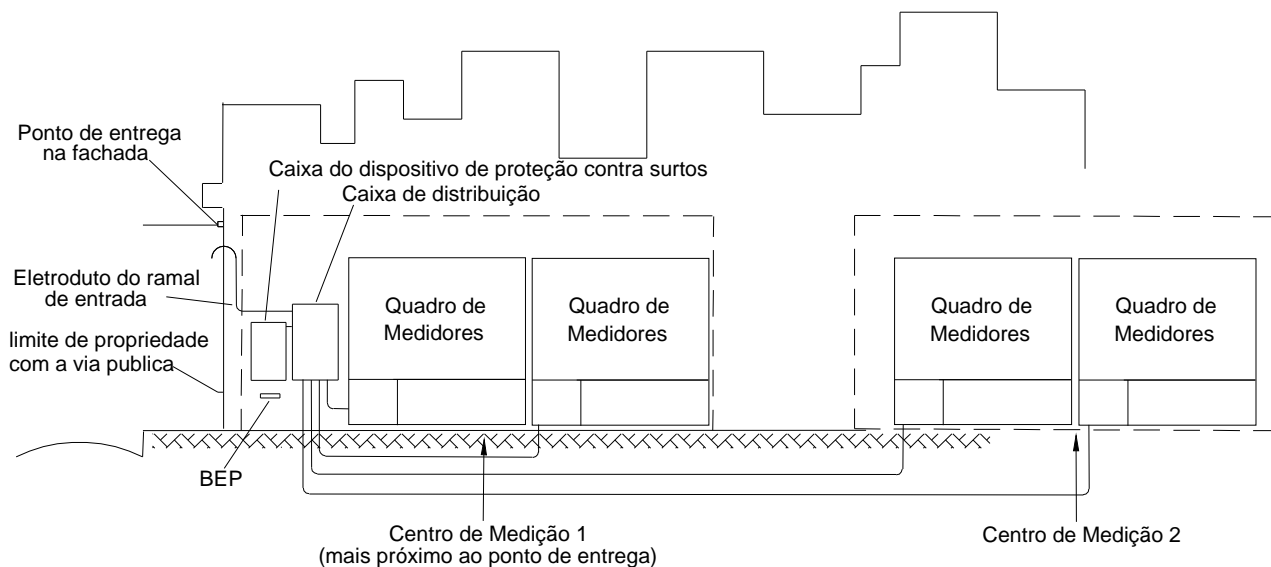 Ponto de entrega
na fachada
Caixa do dispositivo de proteção contra surtos
Caixa de distribuição
Eletroduto do ramal
de entrada
limite de propriedade
com a via publica
Quadro de
Medidores
Quadro de
Medidores
Quadro de
Medidores
Quadro de
Medidores
BEP
Centro de Medição 1
(mais próximo ao ponto de entrega)
Centro de Medição 2